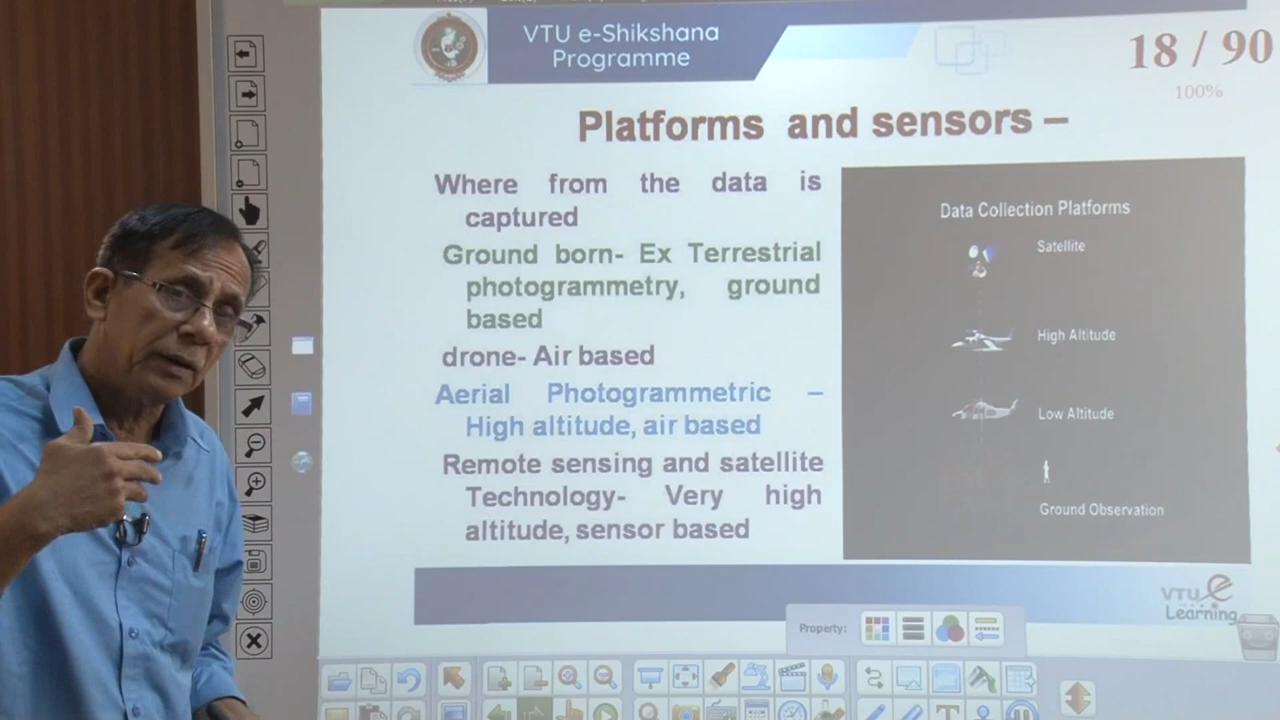 VTU e-Shikshana
Programme
18 / 90
100%
Platforms and sensors –
Where from the data is
captured
Ground born- Ex Terrestrial
photogrammetry, ground
based
drone- Air based
Aerial Photogrammetric –
High altitude, air based
Remote sensing and satellite
Technology- Very high
altitude, sensor based
Data Collection Platforms
Satellite
High Altitude
Low Altitude
Ground Observation
VTU e
Learning
Property: